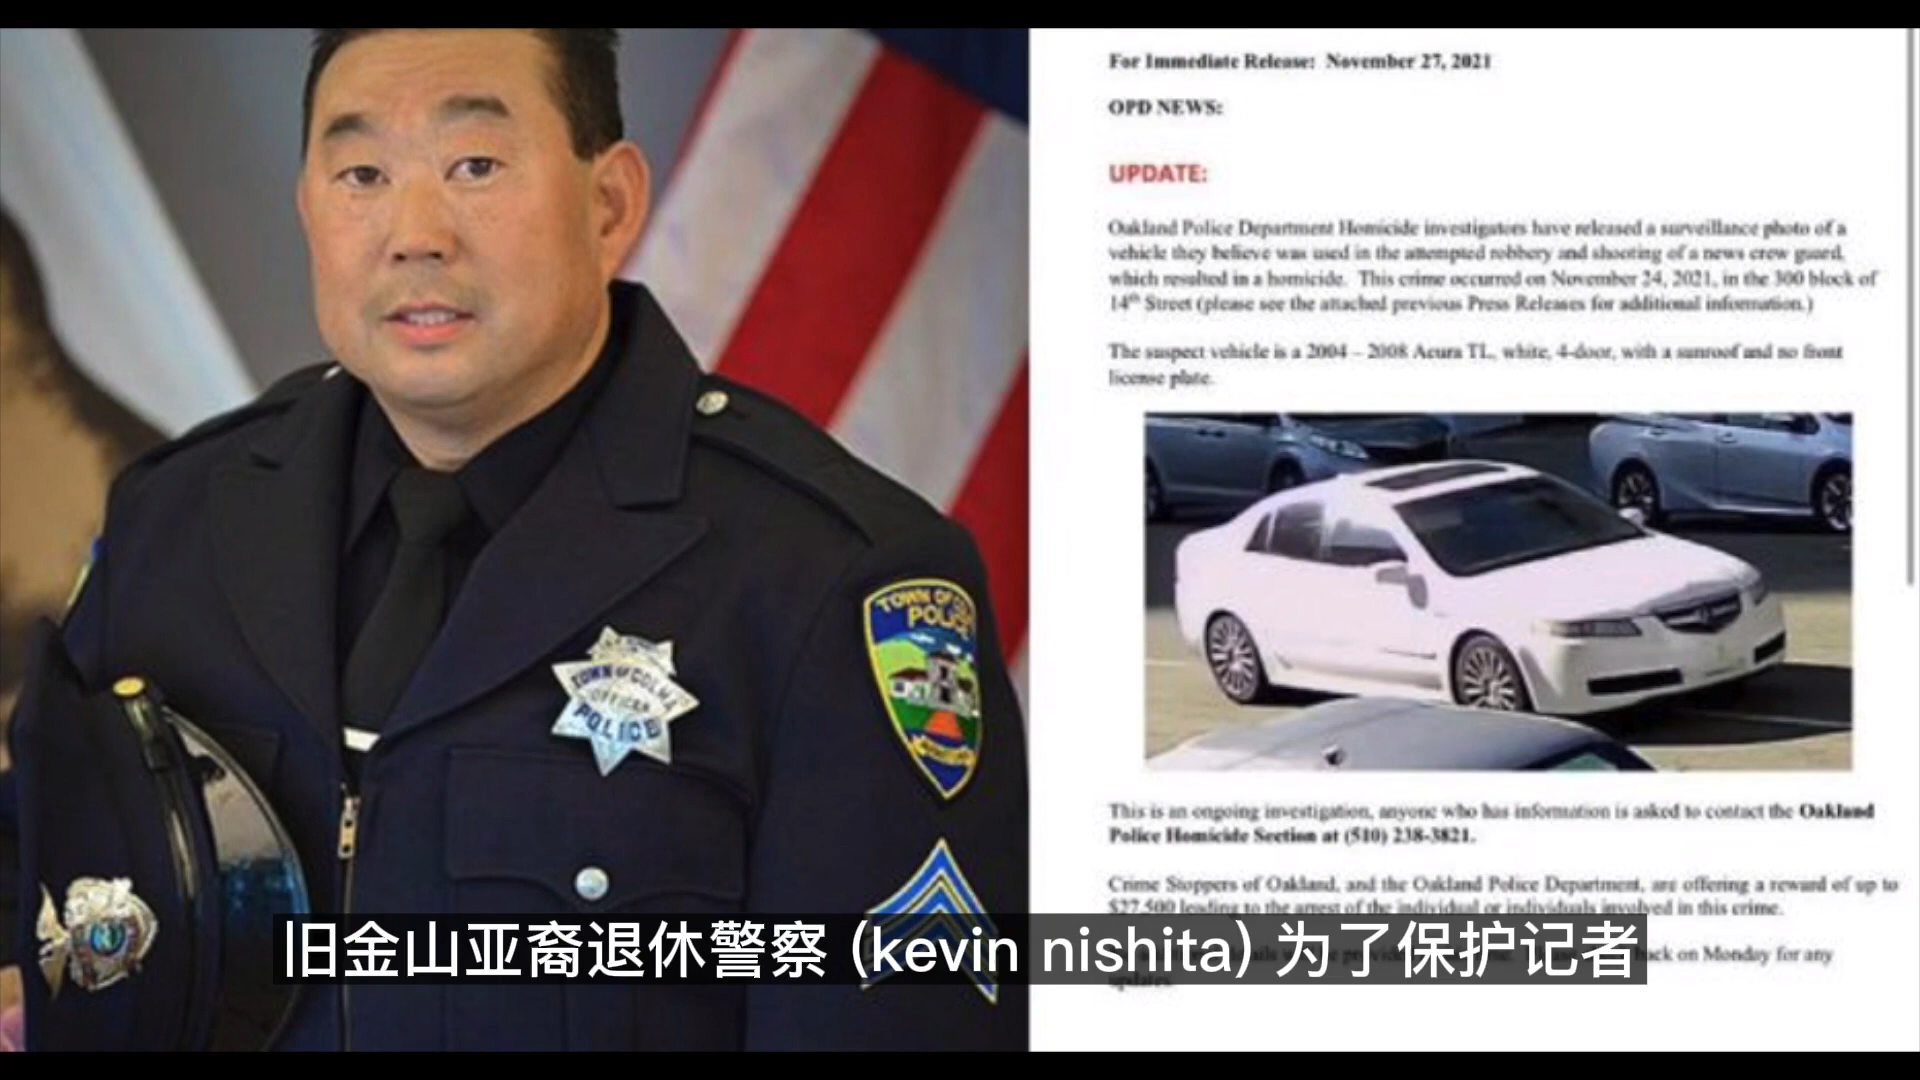 For Immediate Release: November 27, 2021
OPD NEWS:
UPDATE:
Oakland Police Department Homicide investigators have released a surveillance photo of a
vehicle they believe was used in the attempted robbery and shooting of a news crew guard,
which resulted in a homicide. This crime occurred on November 24, 2021, in the 300 block of
14th Street (please see the attached previous Press Releases for additional information.)
The suspect vehicle is a 2004 – 2008 Acura TL, white, 4-door, with a sunroof and no front
license plate.
TOWN OF
POLICE
TOWN OF COLMA
OFFICER
POLICE
This is an ongoing investigation, anyone who has information is asked to contact the Oakland
Police Homicide Section at (510) 238-3821.
Crime Stoppers of Oakland, and the Oakland Police Department, are offering a reward of up to
$27,500 leading to the arrest of the individual or individuals involved in this crime.
back on Monday for any
updates.
旧金山亚裔退休警察 (kevin nishita) 为了保护记者